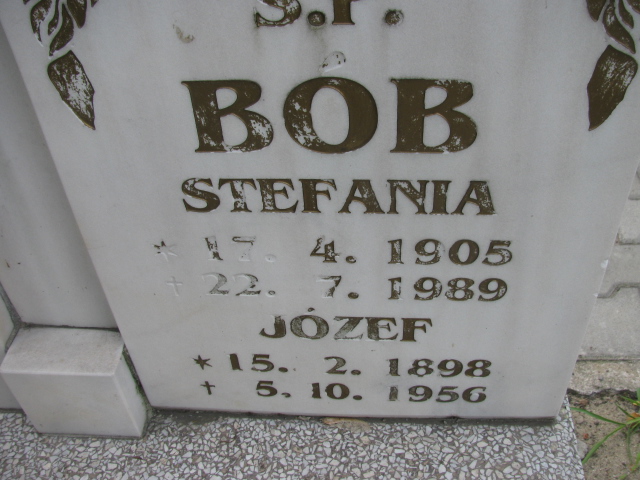 Ś.P.
BÓB
STEFANIA
* 17. 4. 1905
† 22. 7. 1989
JÓZEF
* 15. 2. 1898
† 5. 10. 1956